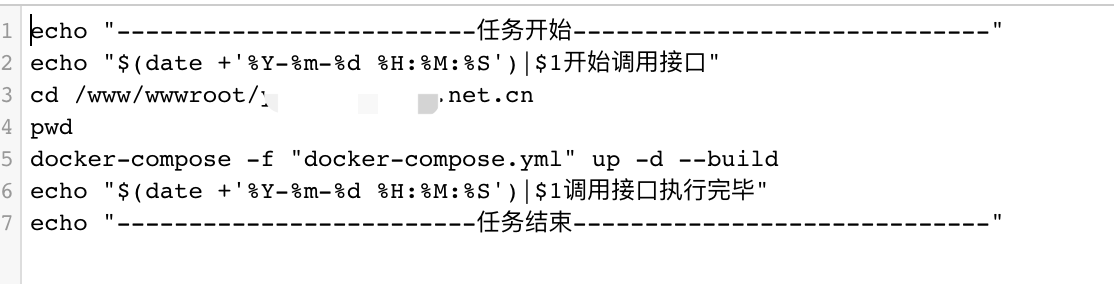 1 echo "-------------------------任务开始-----------------------------"
2 echo "$(date +'%Y-%m-%d %H:%M:%S')|$1开始调用接口"
3 cd /www/wwwroot/ .net.cn
4 pwd
5 docker-compose -f "docker-compose.yml" up -d --build
6 echo "$(date +'%Y-%m-%d %H:%M:%S')|$1调用接口执行完毕"
7 echo "-------------------------任务结束-----------------------------"